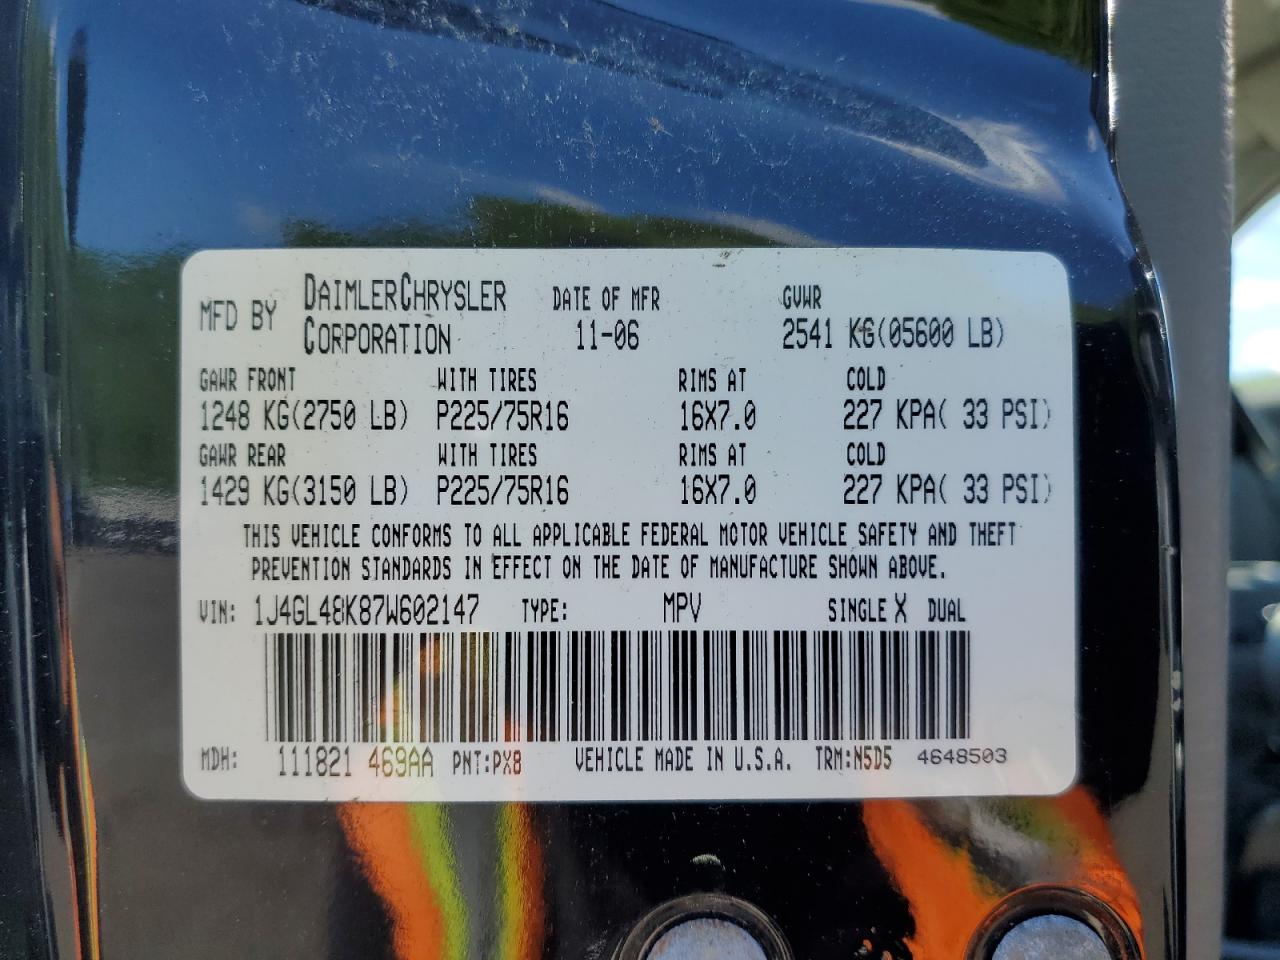 MFD BY DAIMLERCHRYSLER CORPORATION DATE OF MFR 11-06 GVWR 2541 KG(05600 LB)
GAWR FRONT WITH TIRES RIMS AT COLD
1248 KG(2750 LB) P225/75R16 16X7.0 227 KPA( 33 PSI)
GAWR REAR WITH TIRES RIMS AT COLD
1429 KG(3150 LB) P225/75R16 16X7.0 227 KPA( 33 PSI)
THIS VEHICLE CONFORMS TO ALL APPLICABLE FEDERAL MOTOR VEHICLE SAFETY AND THEFT
PREVENTION STANDARDS IN EFFECT ON THE DATE OF MANUFACTURE SHOWN ABOVE.
VIN: 1J4GL48K87W602147 TYPE: MPV SINGLE X DUAL
MDH: 111821 469AA PNT:PX8 VEHICLE MADE IN U.S.A. TRM:N5D5 4648503